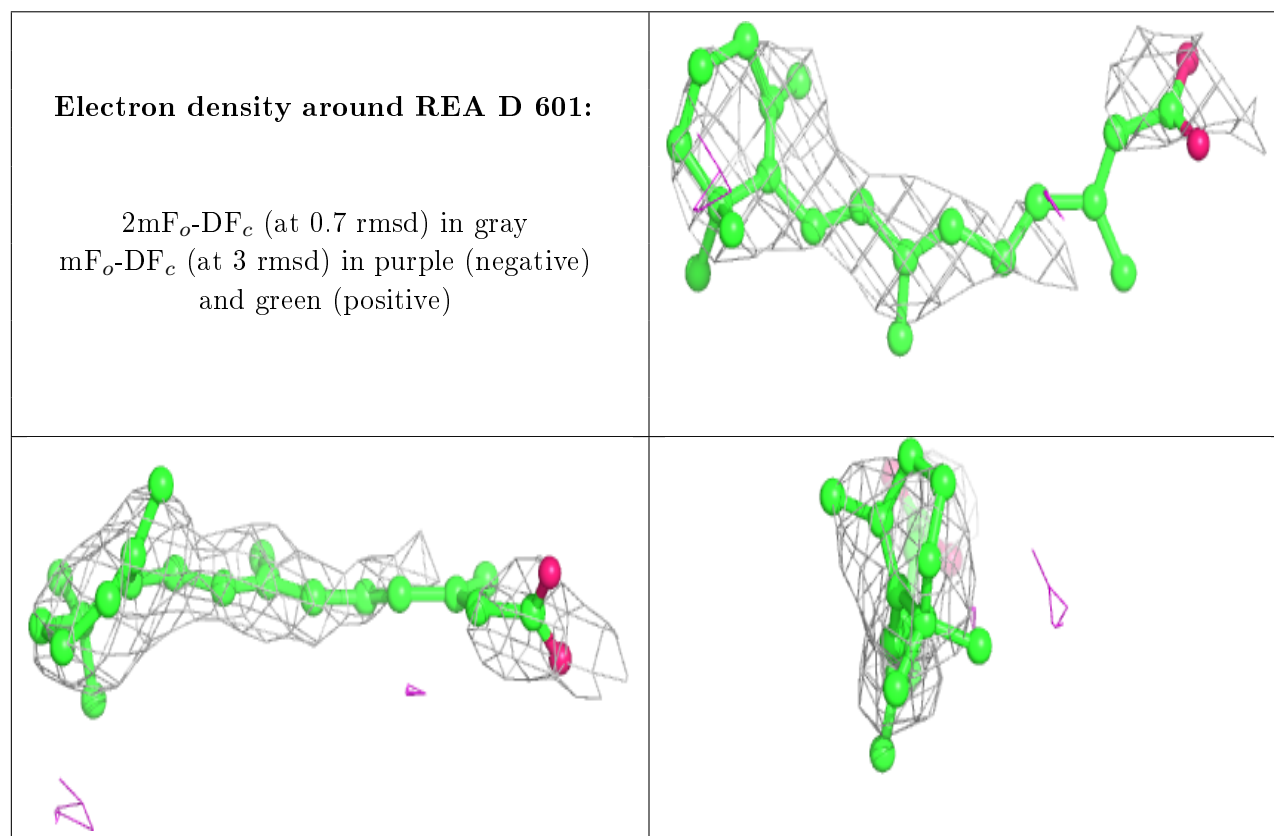 Electron density around REA D 601:
2mFo-DFc (at 0.7 rmsd) in gray
mFo-DFc (at 3 rmsd) in purple (negative)
and green (positive)